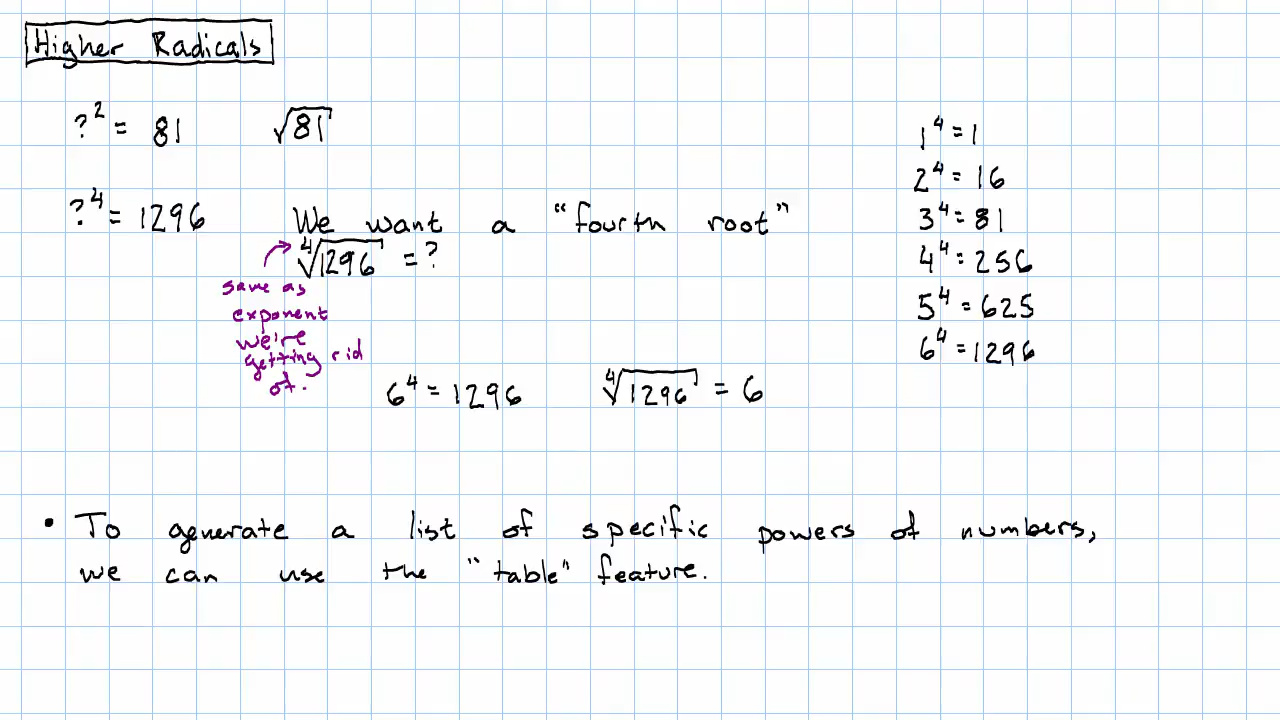 Higher Radicals
?² = 81 √81
1⁴ = 1
2⁴ = 16
?⁴ = 1296 We want a "fourth root"
3⁴ = 81
∜1296 = ?
4⁴ = 256
same as
exponent
we're
getting rid
of.
5⁴ = 625
6⁴ = 1296
6⁴ = 1296 ∜1296 = 6
• To generate a list of specific powers of numbers,
we can use the "table" feature.